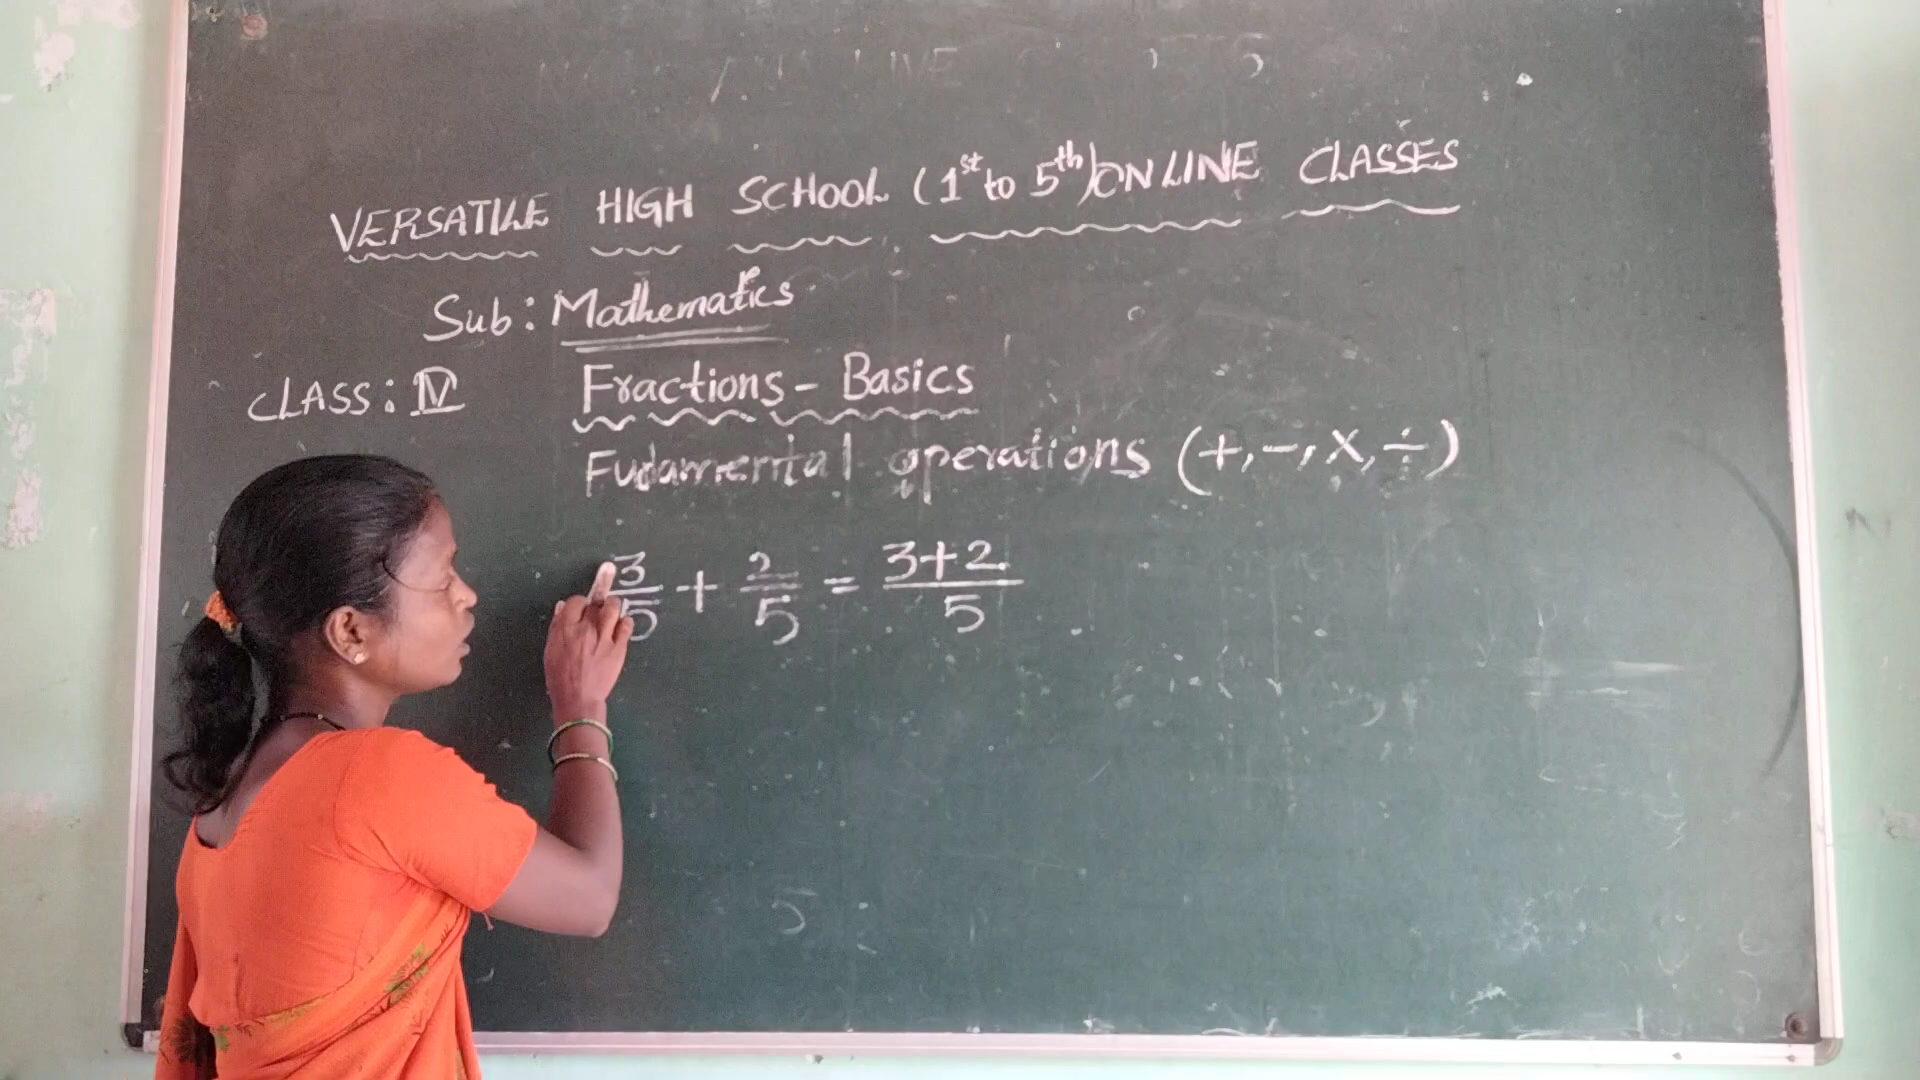 VERSATILE HIGH SCHOOL (1st to 5th) ONLINE CLASSES
Sub: Mathematics
CLASS: IV Fractions - Basics
Fudamental operations (+, -, X, ÷)
3/5 + 2/5 = 3+2/5
5